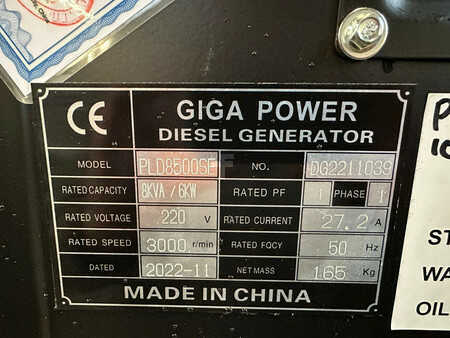 CE
GIGA POWER
DIESEL GENERATOR
MODEL PLD8500SE NO. DG2211039
RATED CAPACITY 8KVA / 6KW RATED PF 1 PHASE 1
RATED VOLTAGE 220 V RATED CURRENT 27.2 A
RATED SPEED 3000 r/min RATED FQCY 50 Hz
DATED 2022-11 NET MASS 165 Kg
MADE IN CHINA
ST
WA
OIL